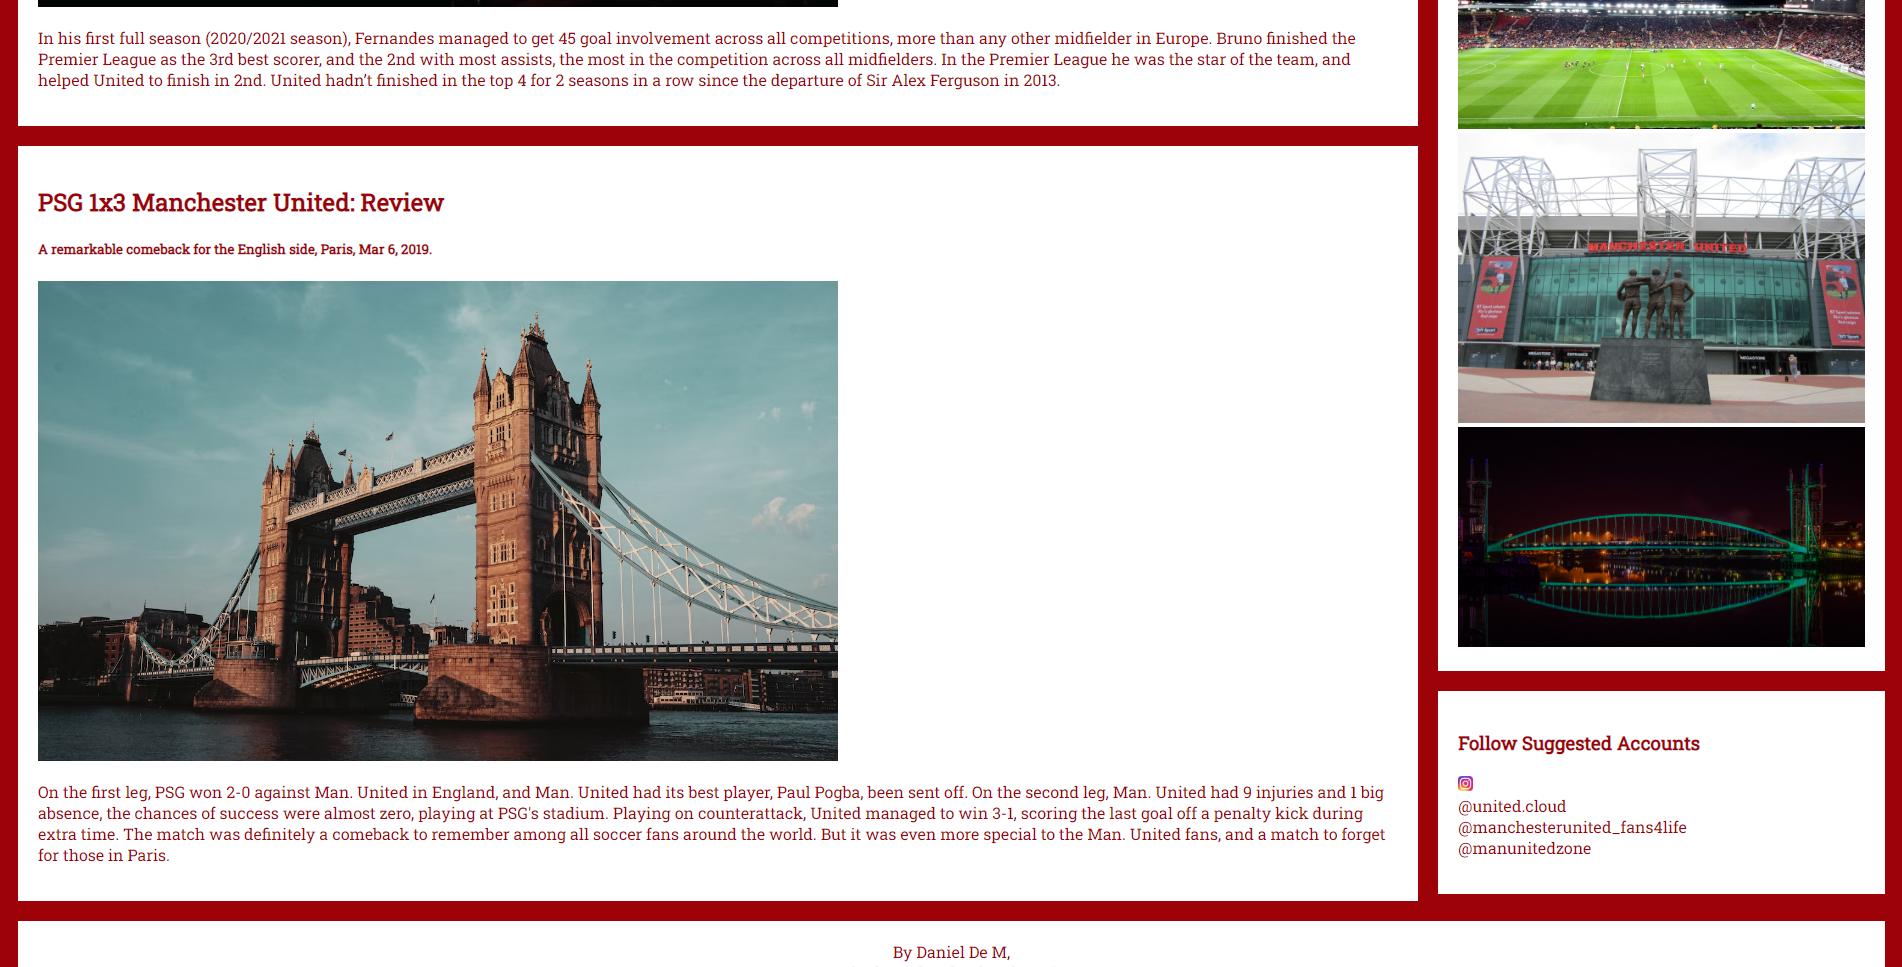 In his first full season (2020/2021 season), Fernandes managed to get 45 goal involvement across all competitions, more than any other midfielder in Europe. Bruno finished the
Premier League as the 3rd best scorer, and the 2nd with most assists, the most in the competition across all midfielders. In the Premier League he was the star of the team, and
helped United to finish in 2nd. United hadn’t finished in the top 4 for 2 seasons in a row since the departure of Sir Alex Ferguson in 2013.
PSG 1x3 Manchester United: Review
A remarkable comeback for the English side, Paris, Mar 6, 2019.
On the first leg, PSG won 2-0 against Man. United in England, and Man. United had its best player, Paul Pogba, been sent off. On the second leg, Man. United had 9 injuries and 1 big
absence, the chances of success were almost zero, playing at PSG's stadium. Playing on counterattack, United managed to win 3-1, scoring the last goal off a penalty kick during
extra time. The match was definitely a comeback to remember among all soccer fans around the world. But it was even more special to the Man. United fans, and a match to forget
for those in Paris.
MANCHESTER UNITED
MEGASTORE
ENTRANCE
MEGASTORE
Follow Suggested Accounts
@united.cloud
@manchesterunited_fans4life
@manunitedzone
By Daniel De M,